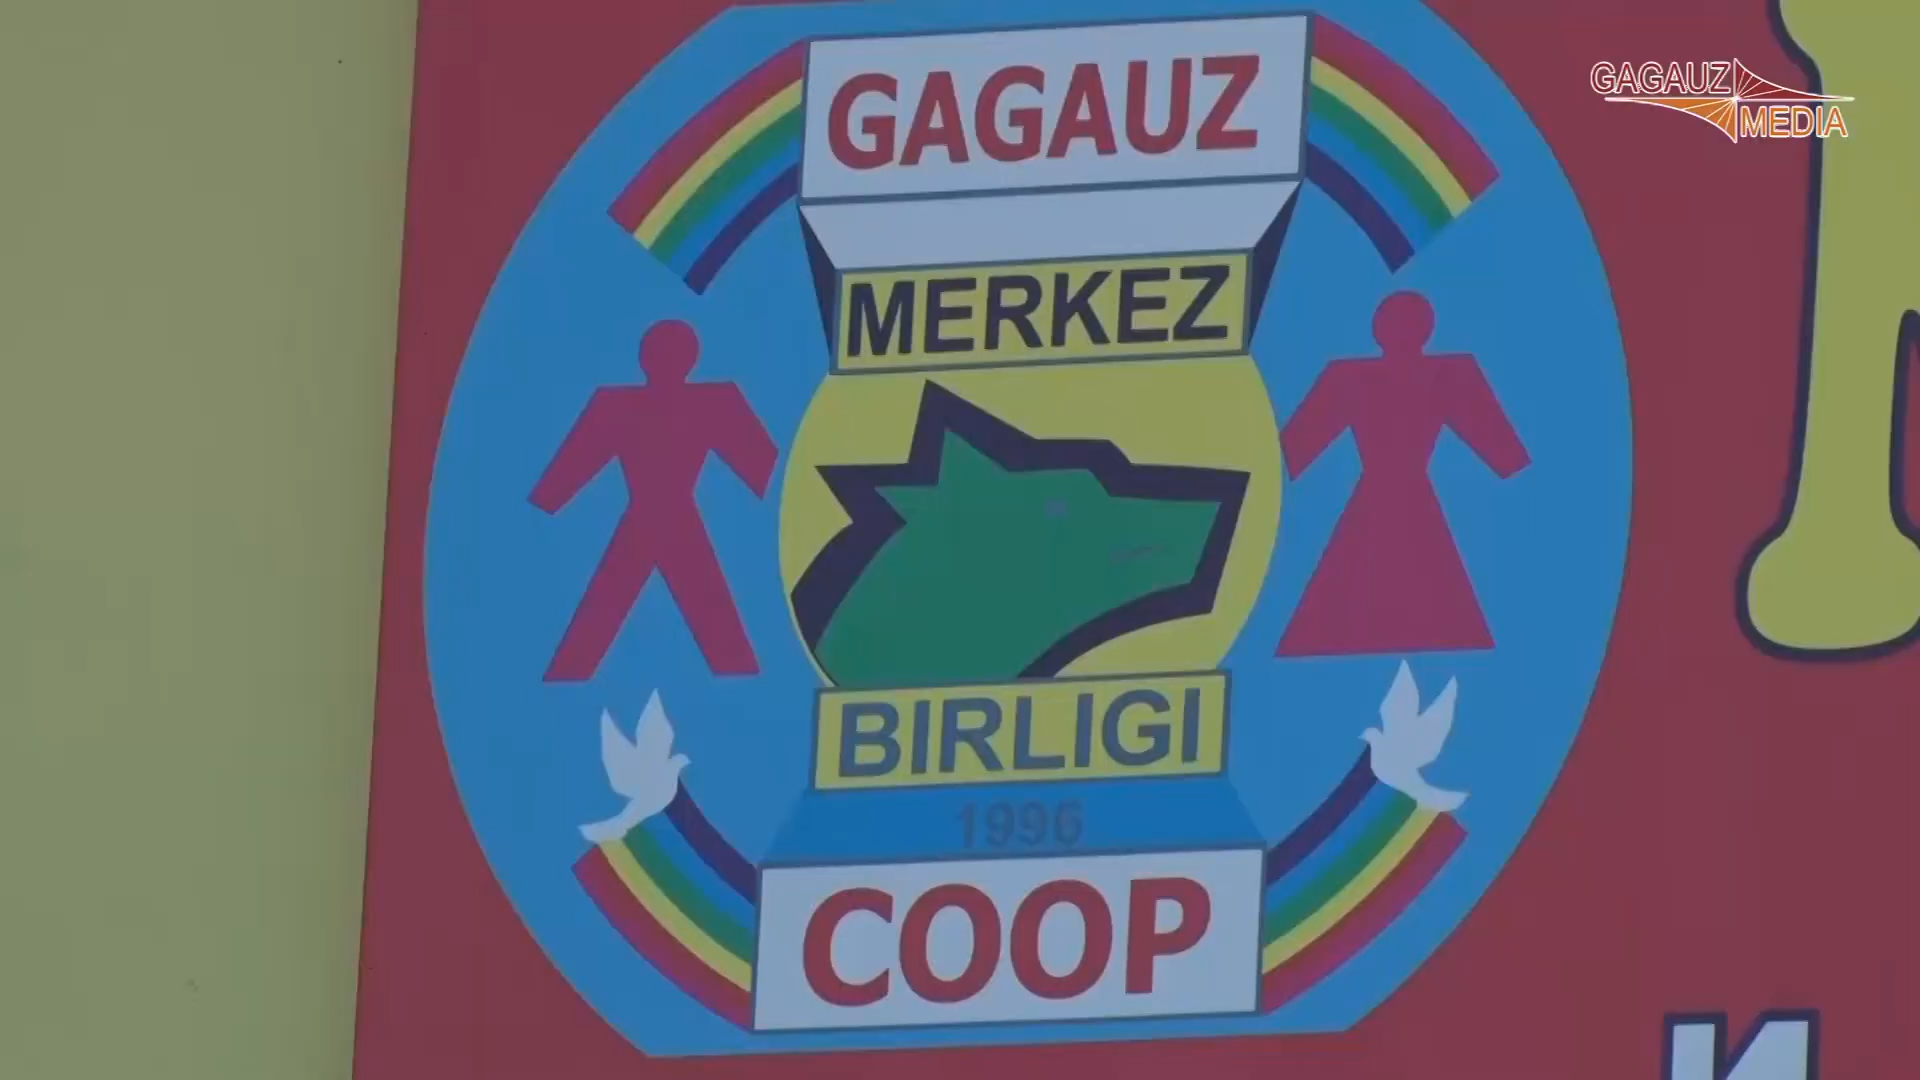 GAGAUZ
MERKEZ
BIRLIGI
1996
COOP
GAGAUZ
MEDIA